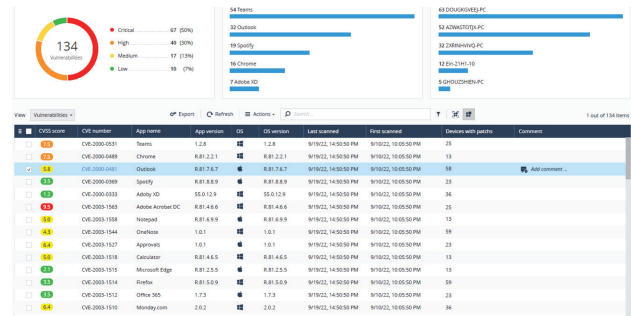 54 Teams
32 Outlook
19 Spotify
16 Chrome
7 Adobe XD
63 DOUGKGVEEJ-PC
52 AZWASTOTJX-PC
32 ZXRINHVIVQ-PC
12 Ein-21H1-10
5 GHOUZSHIEN-PC
134
Vulnerabilities
Critical 67 (50%)
High 40 (30%)
Medium 17 (13%)
Low 10 (7%)
View Vulnerabilities Export Refresh Actions Search... 1 out of 134 items
CVSS score CVE number App name App version OS OS version Last scanned First scanned Devices with patchs Comment
7.5 CVE-2000-0531 Teams 1.2.8 1.2.8 9/19/22, 14:50:50 PM 9/10/22, 10:05:50 PM 25
7.5 CVE-2000-0489 Chrome R.81.2.2.1 R.81.2.2.1 9/19/22, 14:50:50 PM 9/10/22, 10:05:50 PM 13
5.8 CVE-2000-0481 Outlook R.81.7.6.7 R.81.7.6.7 9/19/22, 14:50:50 PM 9/10/22, 10:05:50 PM 58 Add comment ...
3.5 CVE-2000-0369 Spotify R.81.8.8.9 R.81.8.8.9 9/19/22, 14:50:50 PM 9/10/22, 10:05:50 PM 23
1.2 CVE-2000-0333 Adoby XD 55.0.12.9 55.0.12.9 9/19/22, 14:50:50 PM 9/10/22, 10:05:50 PM 36
9.5 CVE-2003-1563 Adobe Acrobet DC R.81.4.6.6 R.81.4.6.6 9/19/22, 14:50:50 PM 9/10/22, 10:05:50 PM 25
5.0 CVE-2003-1558 Notepad R.81.6.9.9 R.81.6.9.9 9/19/22, 14:50:50 PM 9/10/22, 10:05:50 PM 13
4.3 CVE-2003-1544 OneNote 1.0.1 1.0.1 9/19/22, 14:50:50 PM 9/10/22, 10:05:50 PM 59
6.4 CVE-2003-1527 Approvals 1.0.1 1.0.1 9/19/22, 14:50:50 PM 9/10/22, 10:05:50 PM 23
5.0 CVE-2003-1518 Calculator R.81.4.6.5 R.81.4.6.5 9/19/22, 14:50:50 PM 9/10/22, 10:05:50 PM 13
2.1 CVE-2003-1515 Microsoft Edge R.81.2.5.5 R.81.2.5.5 9/19/22, 14:50:50 PM 9/10/22, 10:05:50 PM 13
3.5 CVE-2003-1514 Firefox R.81.5.0.9 R.81.5.0.9 9/19/22, 14:50:50 PM 9/10/22, 10:05:50 PM 59
3.5 CVE-2003-1512 Office 365 1.7.3 1.7.3 9/19/22, 14:50:50 PM 9/10/22, 10:05:50 PM 23
6.4 CVE-2003-1510 Monday.com 2.0.2 2.0.2 9/19/22, 14:50:50 PM 9/10/22, 10:05:50 PM 36